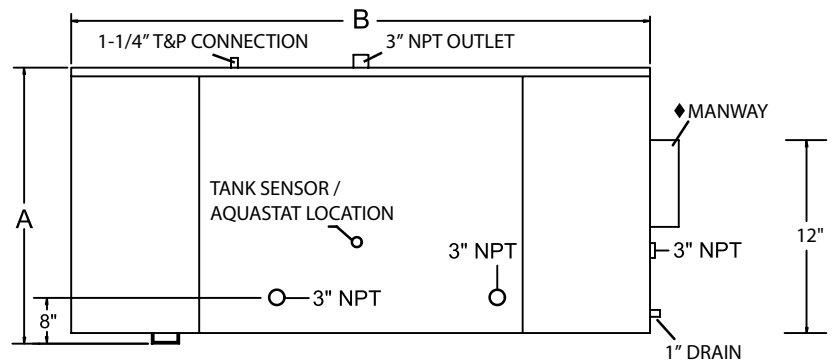 B
1-1/4” T&P CONNECTION
3” NPT OUTLET
♦MANWAY
TANK SENSOR /
AQUASTAT LOCATION
A
12"
3" NPT
3" NPT
3" NPT
8"
1” DRAIN